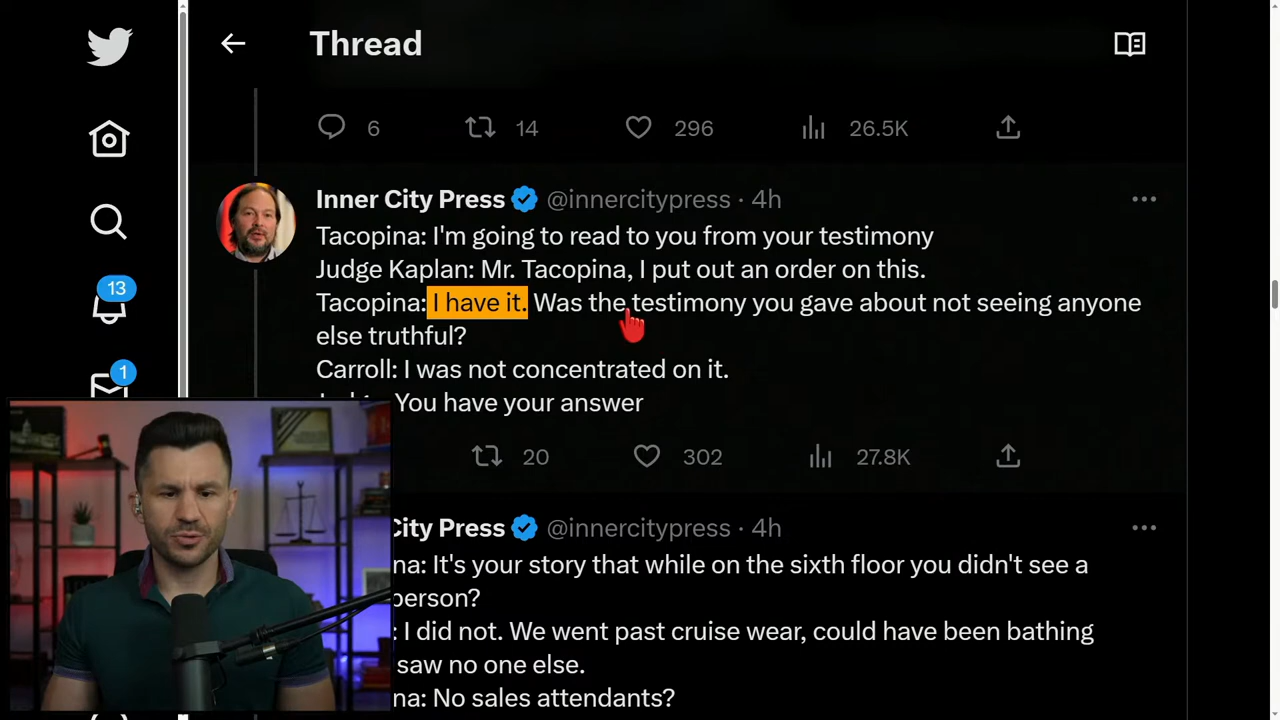 Thread
6 14 296 26.5K
Inner City Press @innercitypress · 4h
Tacopina: I'm going to read to you from your testimony
Judge Kaplan: Mr. Tacopina, I put out an order on this.
13
Tacopina: I have it. Was the testimony you gave about not seeing anyone
else truthful?
Carroll: I was not concentrated on it.
1
You have your answer
20 302 27.8K
City Press @innercitypress · 4h
na: It's your story that while on the sixth floor you didn't see a
person?
: I did not. We went past cruise wear, could have been bathing
saw no one else.
na: No sales attendants?